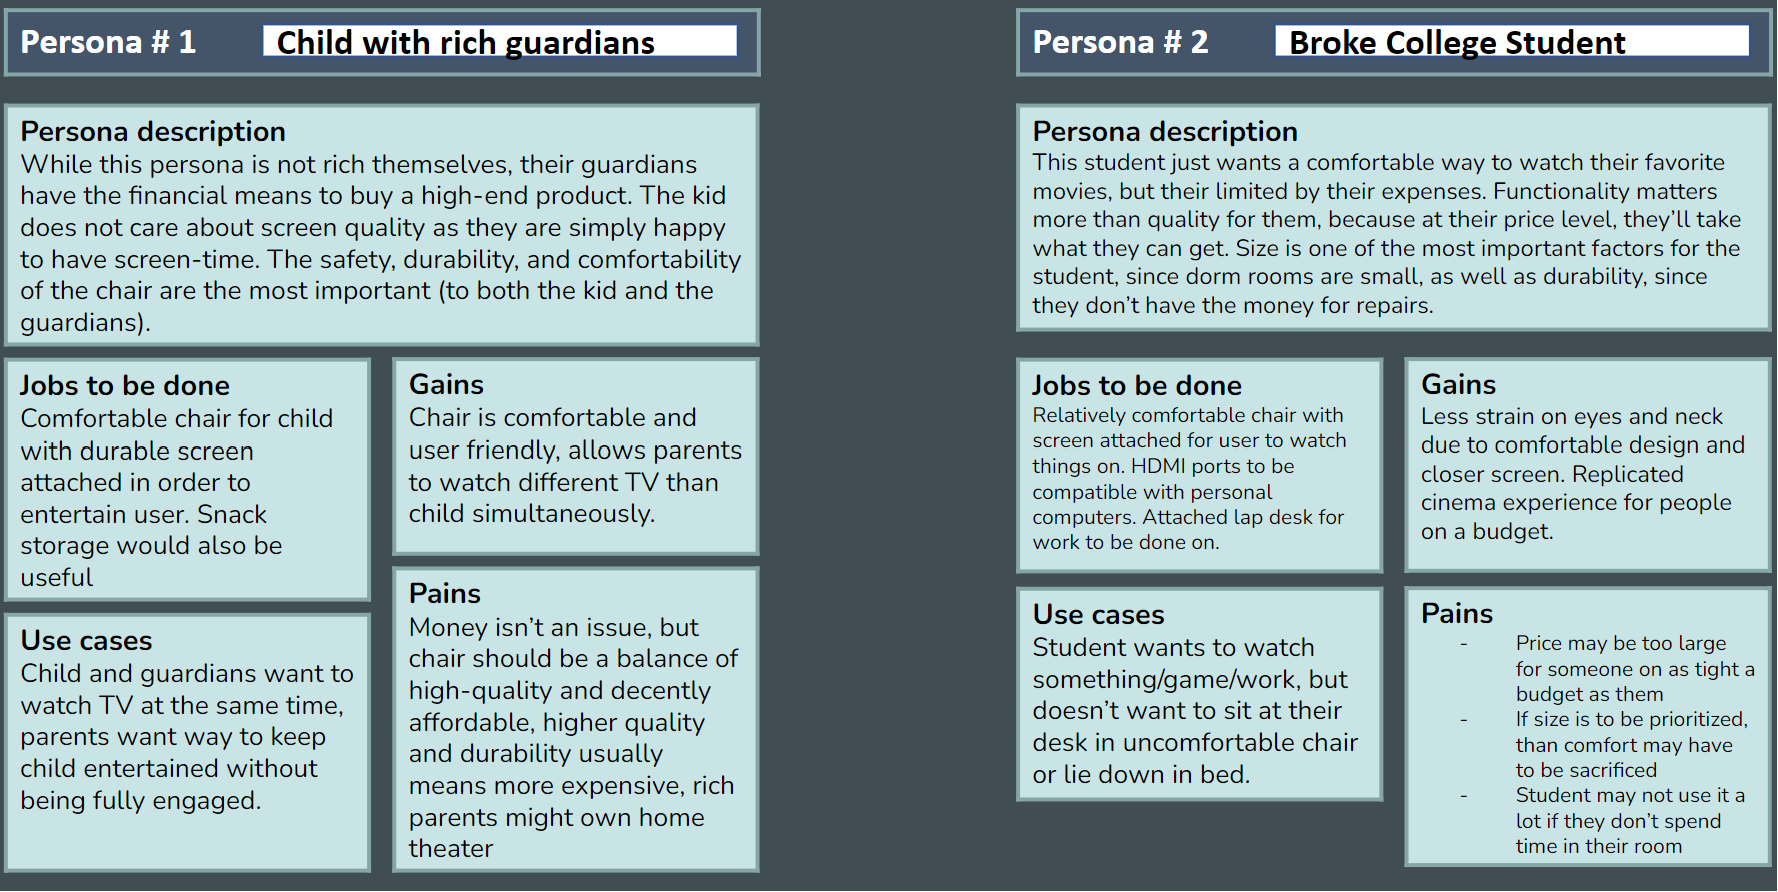 Persona # 1
Child with rich guardians
Persona description
While this persona is not rich themselves, their guardians
have the financial means to buy a high-end product. The kid
does not care about screen quality as they are simply happy
to have screen-time. The safety, durability, and comfortability
of the chair are the most important (to both the kid and the
guardians).
Jobs to be done
Comfortable chair for child
with durable screen
attached in order to
entertain user. Snack
storage would also be
useful
Use cases
Child and guardians want to
watch TV at the same time,
parents want way to keep
child entertained without
being fully engaged.
Gains
Chair is comfortable and
user friendly, allows parents
to watch different TV than
child simultaneously.
Pains
Money isn't an issue, but
chair should be a balance of
high-quality and decently
affordable, higher quality
and durability usually
means more expensive, rich
parents might own home
theater
Persona # 2
Broke College Student
Persona description
This student just wants a comfortable way to watch their favorite
movies, but their limited by their expenses. Functionality matters
more than quality for them, because at their price level, they'll take
what they can get. Size is one of the most important factors for the
student, since dorm rooms are small, as well as durability, since
they don't have the money for repairs.
Jobs to be done
Relatively comfortable chair with
screen attached for user to watch
things on. HDMI ports to be
compatible with personal
computers. Attached lap desk for
work to be done on.
Use cases
Student wants to watch
something/game/work, but
doesn't want to sit at their
desk in uncomfortable chair
or lie down in bed.
Gains
Less strain on eyes and neck
due to comfortable design and
closer screen. Replicated
cinema experience for people
on a budget.
Pains
- Price may be too large
for someone on as tight a
budget as them
- If size is to be prioritized,
than comfort may have
to be sacrificed
- Student may not use it a
lot if they don't spend
time in their room